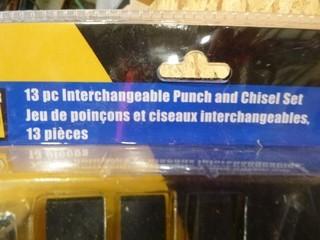 13 pc Interchangeable Punch and Chisel Set
Jeu de poinçons et ciseaux interchangeables,
13 pièces